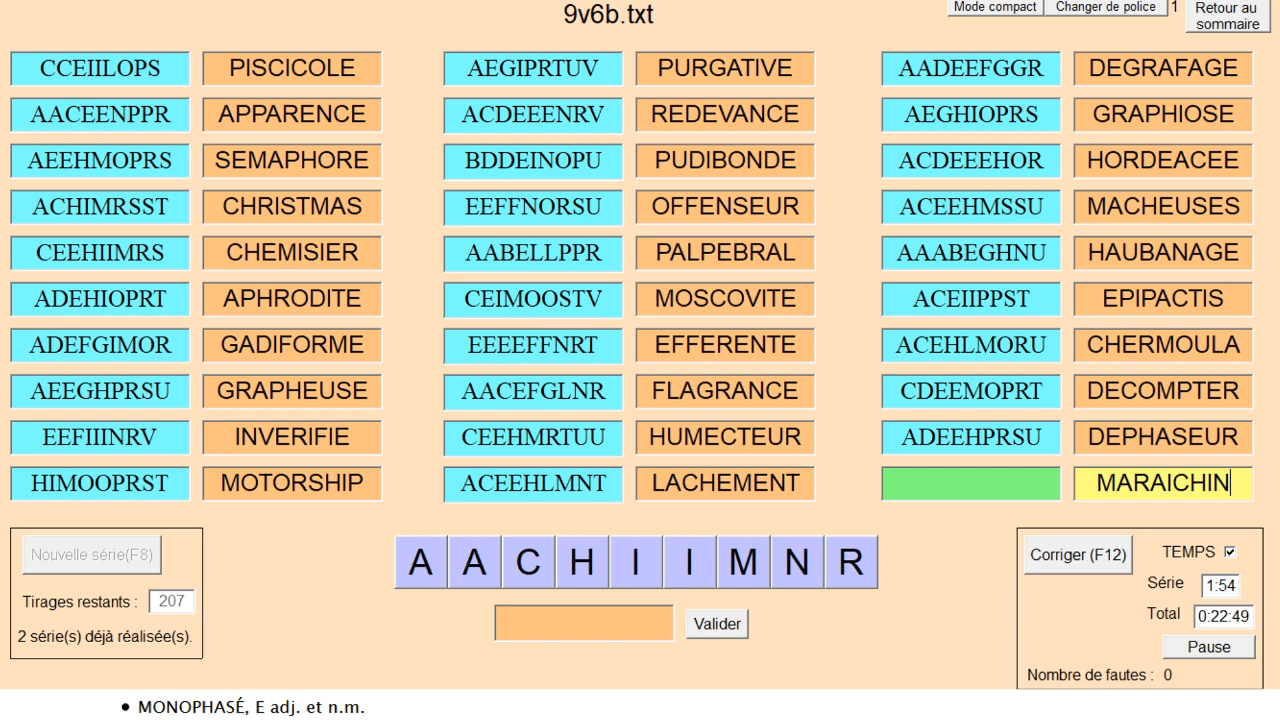 9v6b.txt
Mode compact Changer de police 1 Retour au sommaire
CCEIILOPS PISCICOLE AEGIPRTUV PURGATIVE AADEEFGGR DEGRAFAGE
AACEENPPR APPARENCE ACDEEENRV REDEVANCE AEGHIOPRS GRAPHIOSE
AEEHMOPRS SEMAPHORE BDDEINOPU PUDIBONDE ACDEEEHOR HORDEACEE
ACHIMRSST CHRISTMAS EEFFNORSU OFFENSEUR ACEEHMSSU MACHEUSES
CEEHIIMRS CHEMISIER AABELLPPR PALPEBRAL AAABEGHNU HAUBANAGE
ADEHIOPRT APHRODITE CEIMOOSTV MOSCOVITE ACEIIPPST EPIPACTIS
ADEFGIMOR GADIFORME EEEEFFNRT EFFERENTE ACEHLMORU CHERMOULA
AEEGHPRSU GRAPHEUSE AACEFGLNR FLAGRANCE CDEEMOPRT DECOMPTER
EEFIIINRV INVERIFIE CEEHMRTUU HUMECTEUR ADEEHPRSU DEPHASEUR
HIMOOPRST MOTORSHIP ACEEHLMNT LACHEMENT MARAICHIN
Nouvelle série(F8)
Tirages restants : 207
2 série(s) déjà réalisée(s).
A A C H I I M N R
Valider
Corriger (F12) TEMPS
Série 1:54
Total 0:22:49
Pause
Nombre de fautes : 0
• MONOPHASÉ, E adj. et n.m.